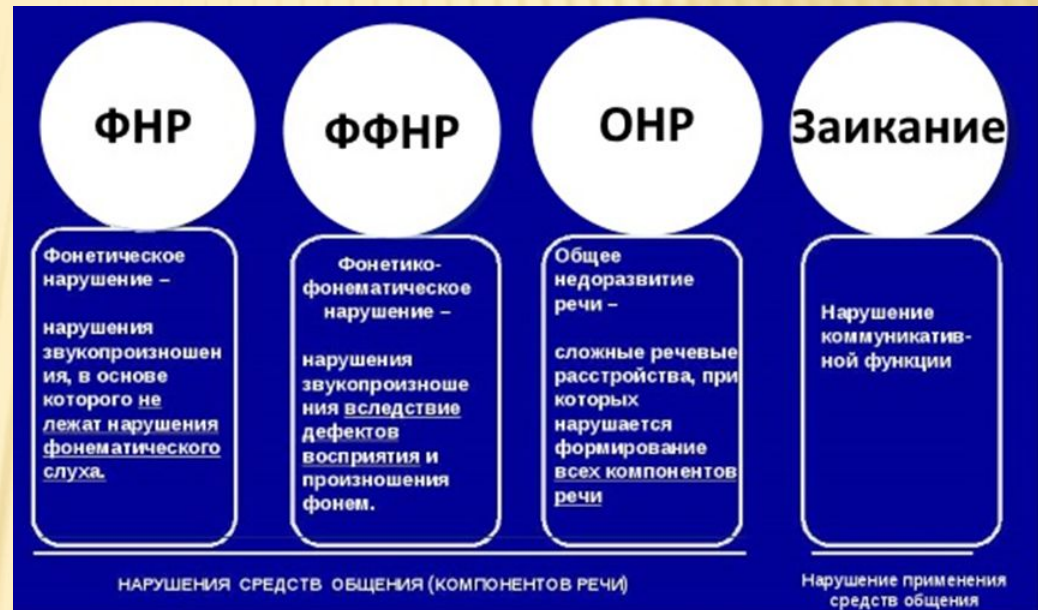 ФНР
Фонетическое
нарушение –
нарушения
звукопроизношен
ия, в основе
которого не
лежат нарушения
фонематического
слуха.
ФФНР
Фонетико-
фонематическое
нарушение –
нарушения
звукопроизноше
ния вследствие
дефектов
восприятия и
произношения
фонем.
ОНР
Общее
недоразвитие
речи –
сложные речевые
расстройства, при
которых
нарушается
формирование
всех компонентов
речи
Заикание
Нарушение
коммуникатив-
ной функции
НАРУШЕНИЯ СРЕДСТВ ОБЩЕНИЯ (КОМПОНЕНТОВ РЕЧИ)
Нарушение применения
средств общения